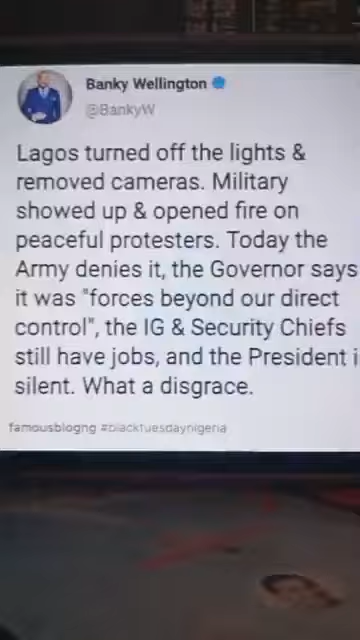 Banky Wellington
@BankyW
Lagos turned off the lights &
removed cameras. Military
showed up & opened fire on
peaceful protesters. Today the
Army denies it, the Governor says
it was "forces beyond our direct
control", the IG & Security Chiefs
still have jobs, and the President i
silent. What a disgrace.
famousblogng #blacktuesdaynigeria